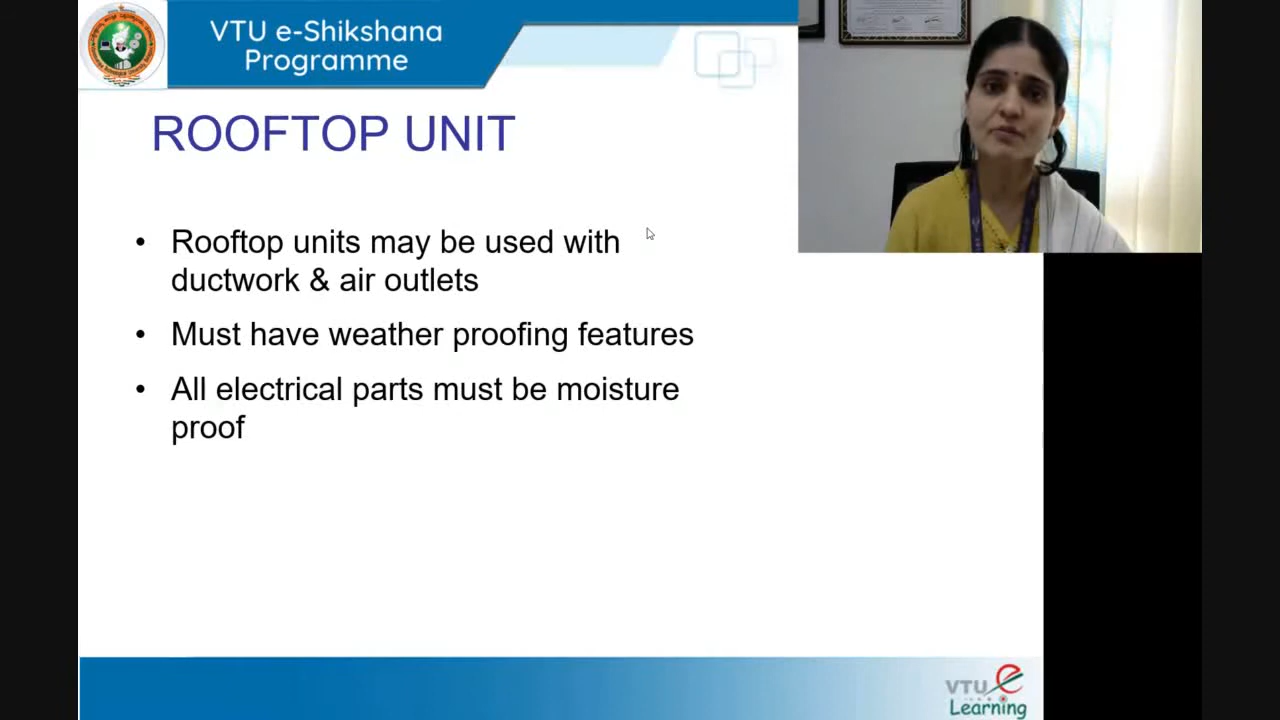 VTU e-Shikshana
Programme
ROOFTOP UNIT
• Rooftop units may be used with
ductwork & air outlets
• Must have weather proofing features
• All electrical parts must be moisture
proof
VTU e
Learning